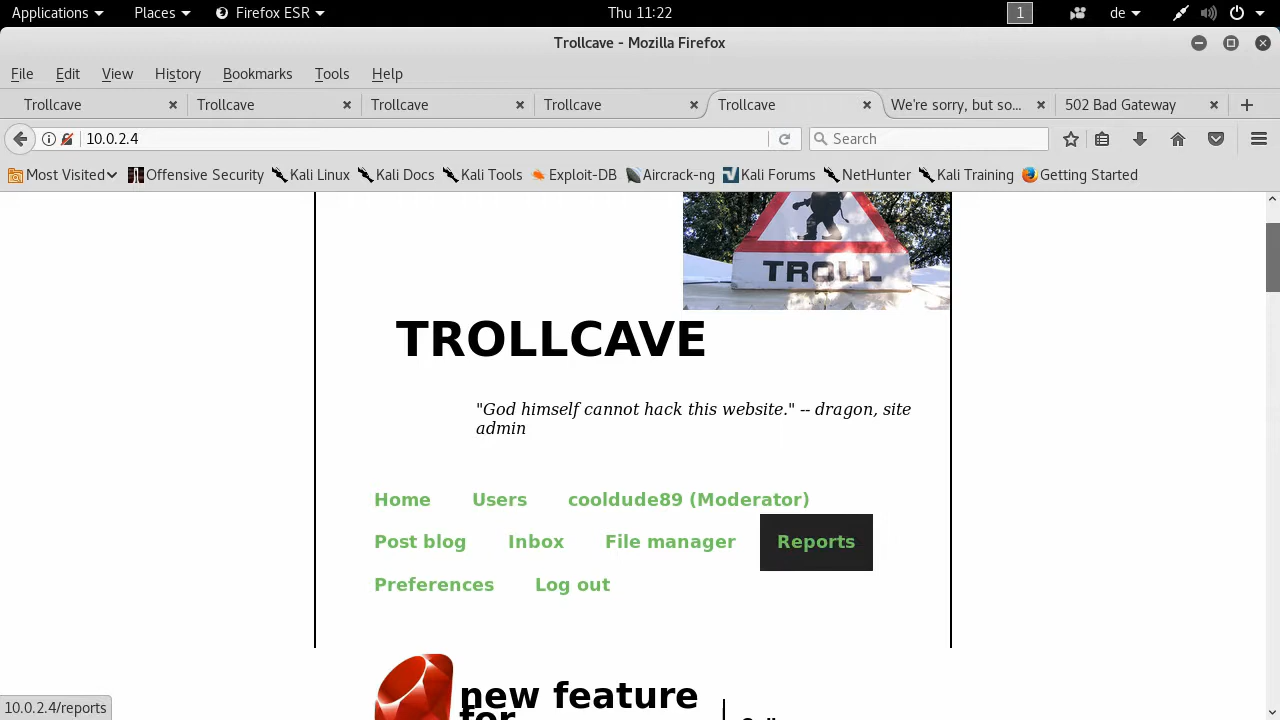 Applications Places Firefox ESR Thu 11:22 1 de
Trollcave - Mozilla Firefox
File Edit View History Bookmarks Tools Help
Trollcave Trollcave Trollcave Trollcave Trollcave We're sorry, but so... 502 Bad Gateway
10.0.2.4 Search
Most Visited Offensive Security Kali Linux Kali Docs Kali Tools Exploit-DB Aircrack-ng Kali Forums NetHunter Kali Training Getting Started
TROLL
TROLLCAVE
"God himself cannot hack this website." -- dragon, site
admin
Home Users cooldude89 (Moderator)
Post blog Inbox File manager Reports
Preferences Log out
new feature
for
10.0.2.4/reports